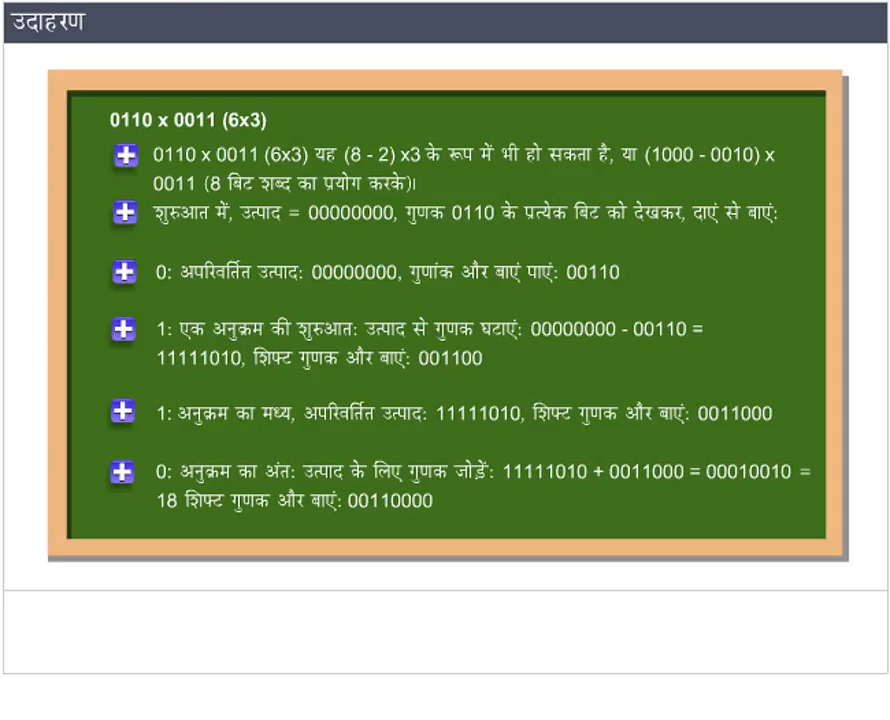 उदाहरण
0110 x 0011 (6x3)
0110 x 0011 (6x3) यह (8 - 2) x3 के रूप में भी हो सकता है, या (1000 - 0010) x
0011 (8 बिट शब्द का प्रयोग करके)।
शुरुआत में, उत्पाद = 00000000, गुणक 0110 के प्रत्येक बिट को देखकर, दाएं से बाएं:
0: अपरिवर्तित उत्पाद: 00000000, गुणांक और बाएं पाएं: 00110
1: एक अनुक्रम की शुरुआत: उत्पाद से गुणक घटाएं: 00000000 - 00110 =
11111010, शिफ्ट गुणक और बाएं: 001100
1: अनुक्रम का मध्य, अपरिवर्तित उत्पाद: 11111010, शिफ्ट गुणक और बाएं: 0011000
0: अनुक्रम का अंत: उत्पाद के लिए गुणक जोड़ें: 11111010 + 0011000 = 00010010 =
18 शिफ्ट गुणक और बाएं: 00110000